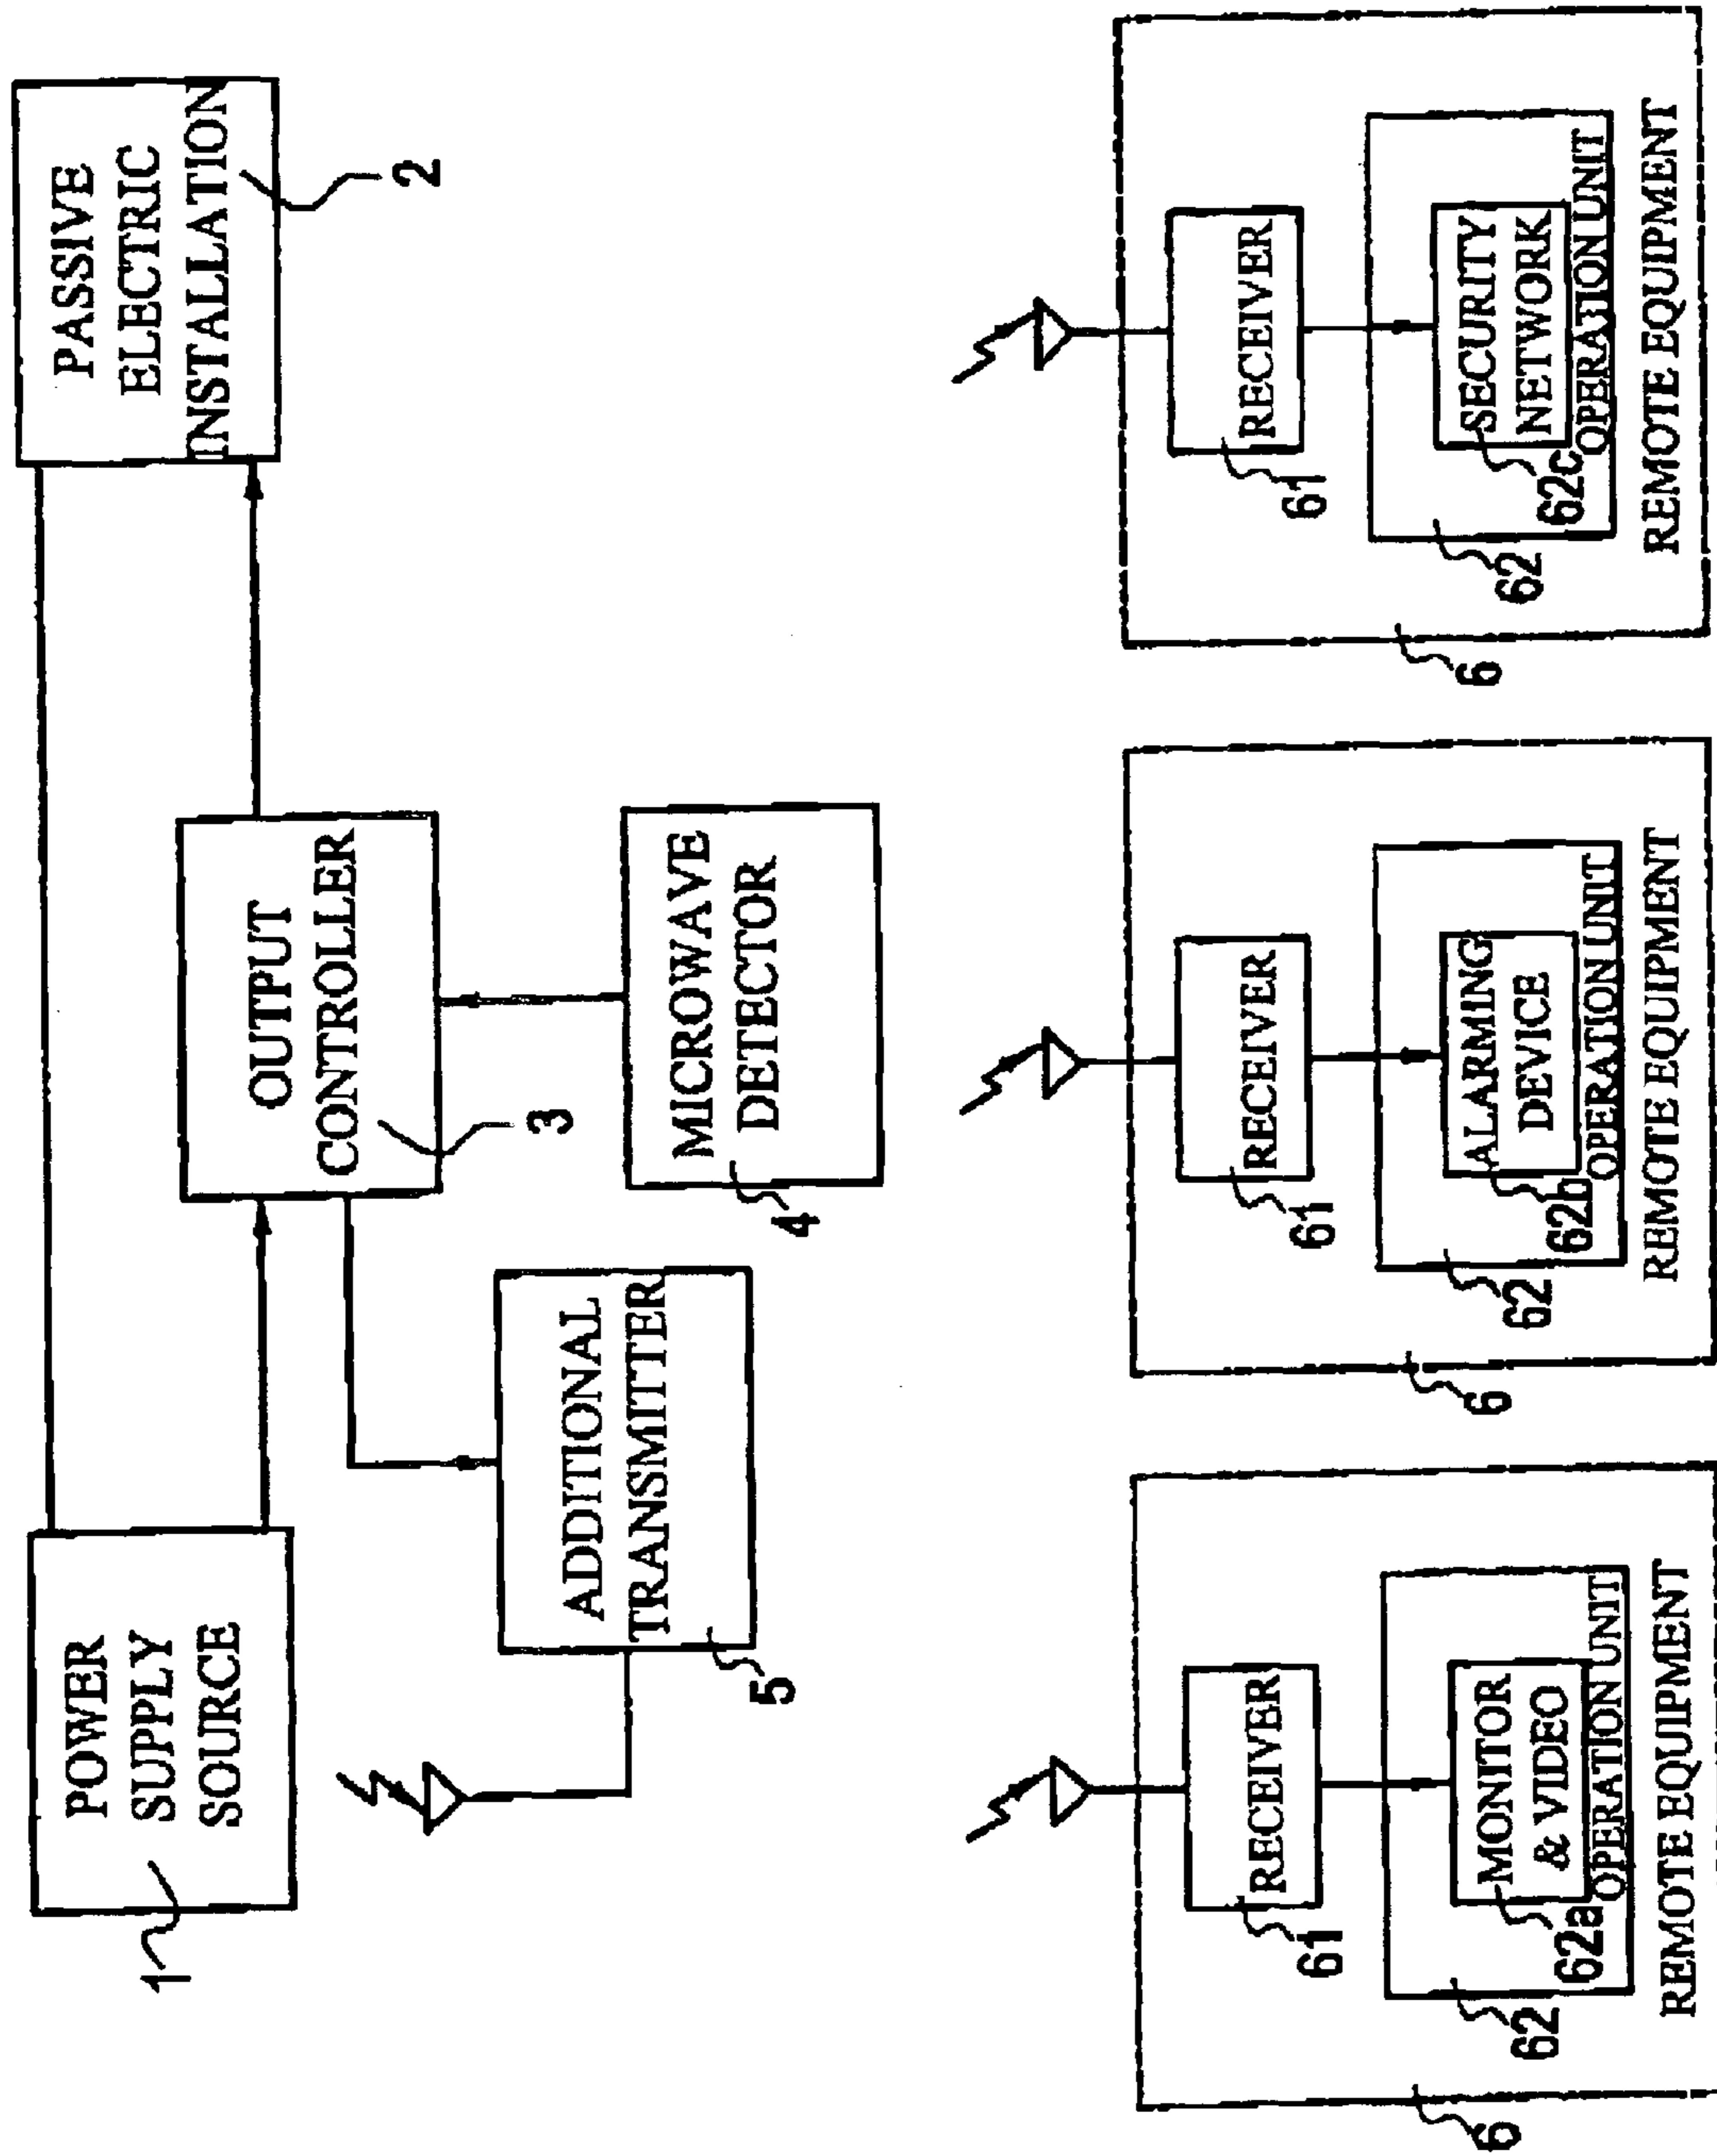 POWER
SUPPLY
SOURCE
1
PASSIVE
ELECTRIC
INSTALLATION
2
OUTPUT
CONTROLLER
3
ADDITIONAL
TRANSMITTER
5
MICROWAVE
DETECTOR
4
RECEIVER
61
MONITOR
& VIDEO
62a
OPERATION UNIT
62
REMOTE EQUIPMENT
6
RECEIVER
61
ALARMING
DEVICE
62b
OPERATION UNIT
62
REMOTE EQUIPMENT
6
RECEIVER
61
SECURITY
NETWORK
62c
OPERATION UNIT
62
REMOTE EQUIPMENT
6